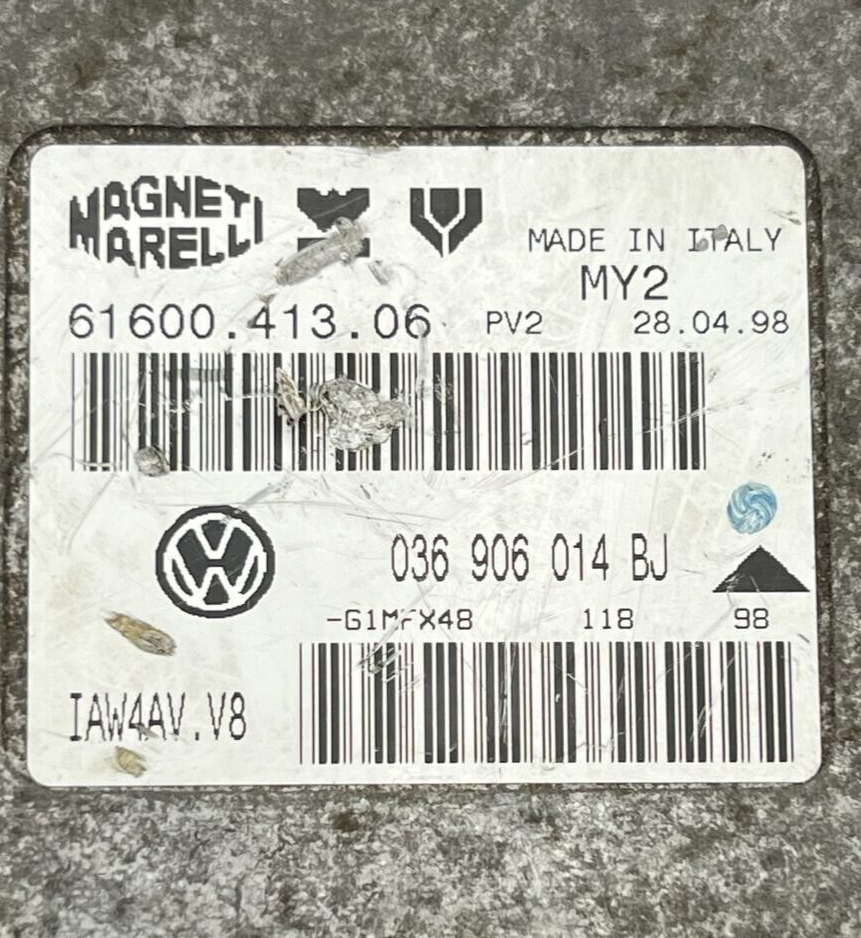 MAGNETI
MARELLI
MADE IN ITALY
MY2
61600.413.06 PV2 28.04.98
036 906 014 BJ
-G1MFX48 118 98
IAW4AV.V8